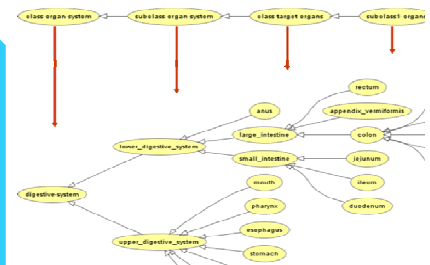 class organ system
subclass organ system
class target organs
subclass1 organs
rectum
anus
appendix_vermiformis
large_intestine
colon
lower_digestive_system
small_intestine
jejunum
mouth
ileum
digestive-system
pharynx
duodenum
esophagus
upper_digestive_system
stomach